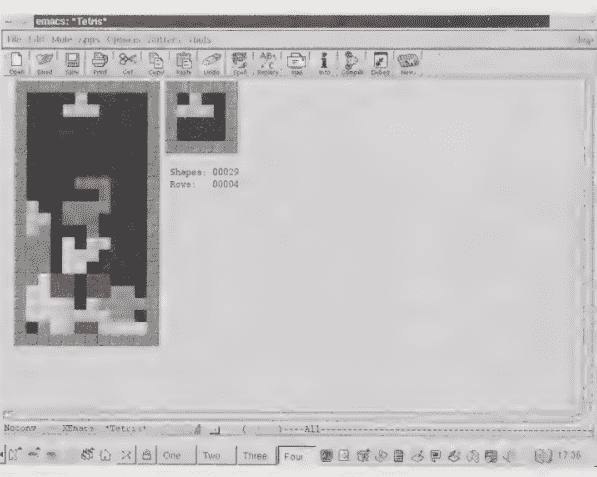 emacs: *Tetris*
File Edit Mule Apps Options Buffers Tools Help
Open Dired Save Print Cut Copy Paste Undo Spell Replace Mail Info Compile Debug News
Shapes: 00029
Rows: 00004
XEmacs *Tetris* ( )----All
One Two Three Four 17:36